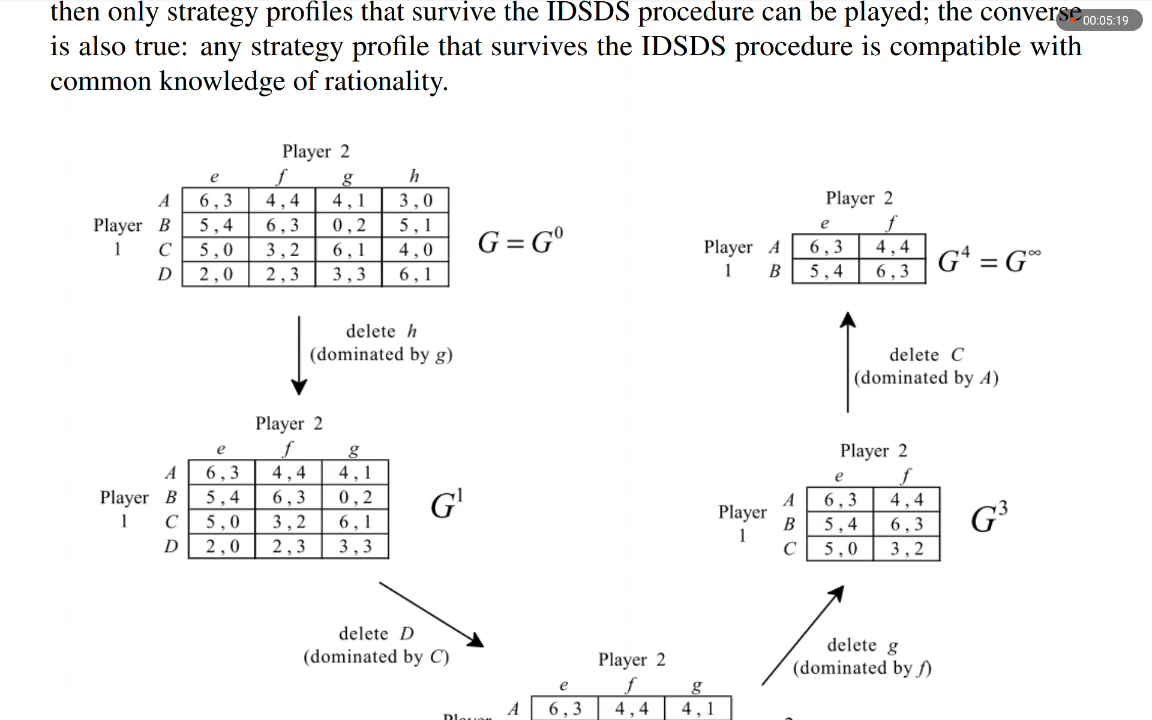 then only strategy profiles that survive the IDSDS procedure can be played; the converse
00:05:19
is also true: any strategy profile that survives the IDSDS procedure is compatible with
common knowledge of rationality.
Player 2
e f g h
A 6,3 4,4 4,1 3,0
Player B 5,4 6,3 0,2 5,1
1 C 5,0 3,2 6,1 4,0
D 2,0 2,3 3,3 6,1
G = G⁰
delete h
(dominated by g)
Player 2
e f g
A 6,3 4,4 4,1
Player B 5,4 6,3 0,2
1 C 5,0 3,2 6,1
D 2,0 2,3 3,3
G¹
delete D
(dominated by C)
Player 2
e f g
A 6,3 4,4 4,1
delete g
(dominated by f)
Player 2
e f
A 6,3 4,4
Player B 5,4 6,3
1 C 5,0 3,2
G³
delete C
(dominated by A)
Player 2
e f
Player A 6,3 4,4
1 B 5,4 6,3
G⁴ = G∞